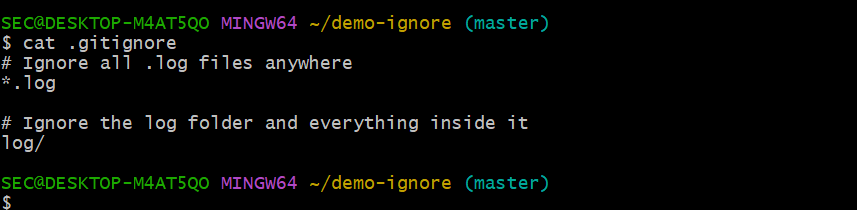 SEC@DESKTOP-M4AT5QO MINGW64 ~/demo-ignore (master)
$ cat .gitignore
# Ignore all .log files anywhere
*.log
# Ignore the log folder and everything inside it
log/
SEC@DESKTOP-M4AT5QO MINGW64 ~/demo-ignore (master)
$